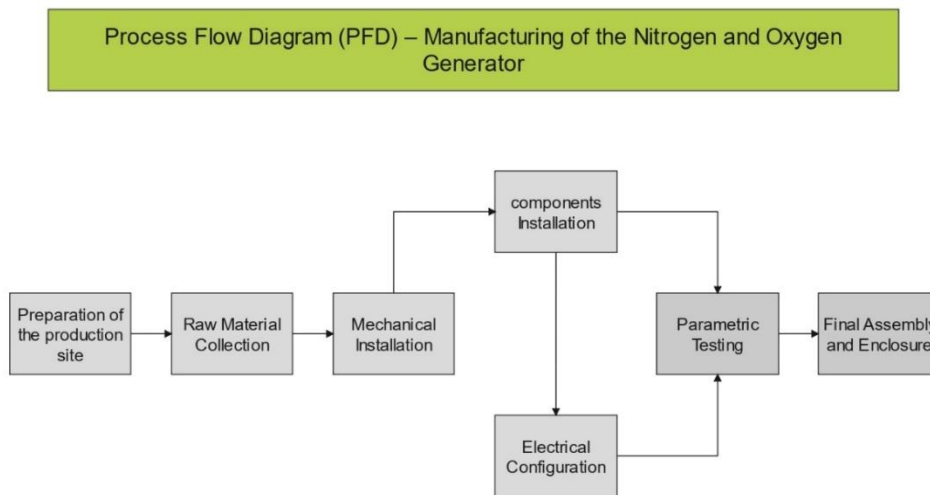 Process Flow Diagram (PFD) – Manufacturing of the Nitrogen and Oxygen
Generator
components
Installation
Preparation of
the production
site
Raw Material
Collection
Mechanical
Installation
Parametric
Testing
Final Assembly
and Enclosure
Electrical
Configuration